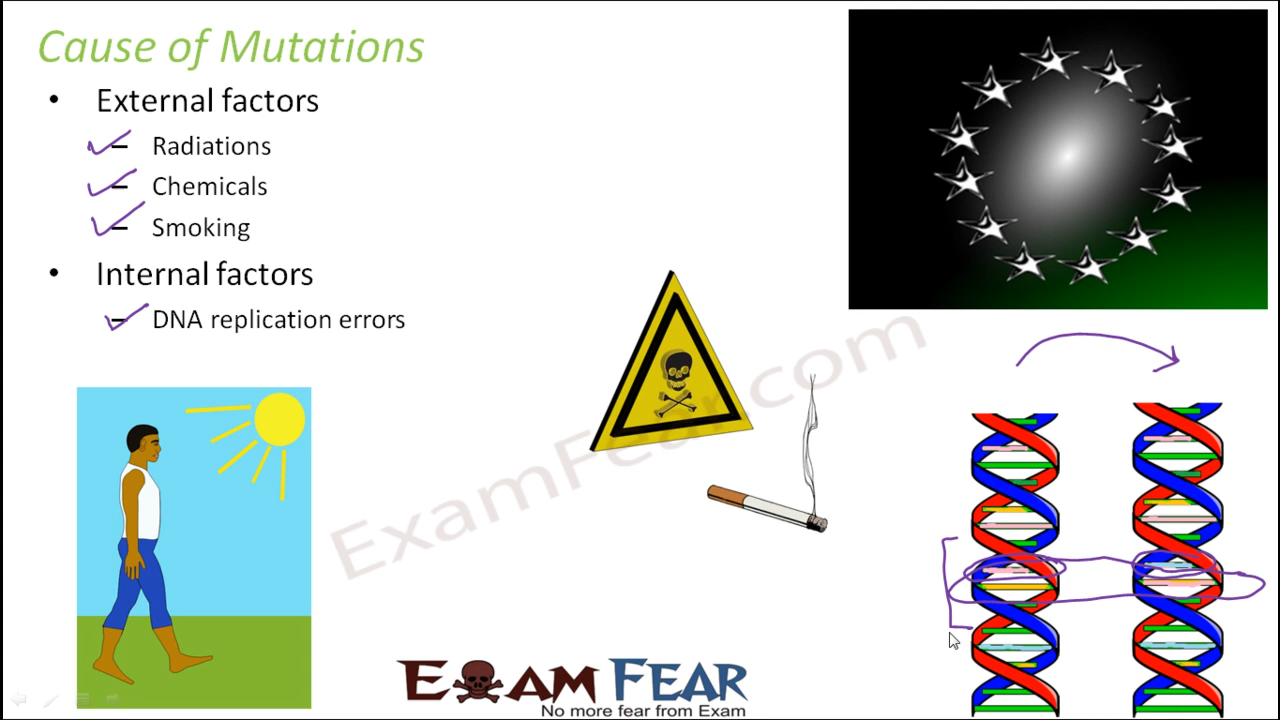 Cause of Mutations
• External factors
– Radiations
– Chemicals
– Smoking
• Internal factors
– DNA replication errors
ExamFear.com
EXAM FEAR
No more fear from Exam